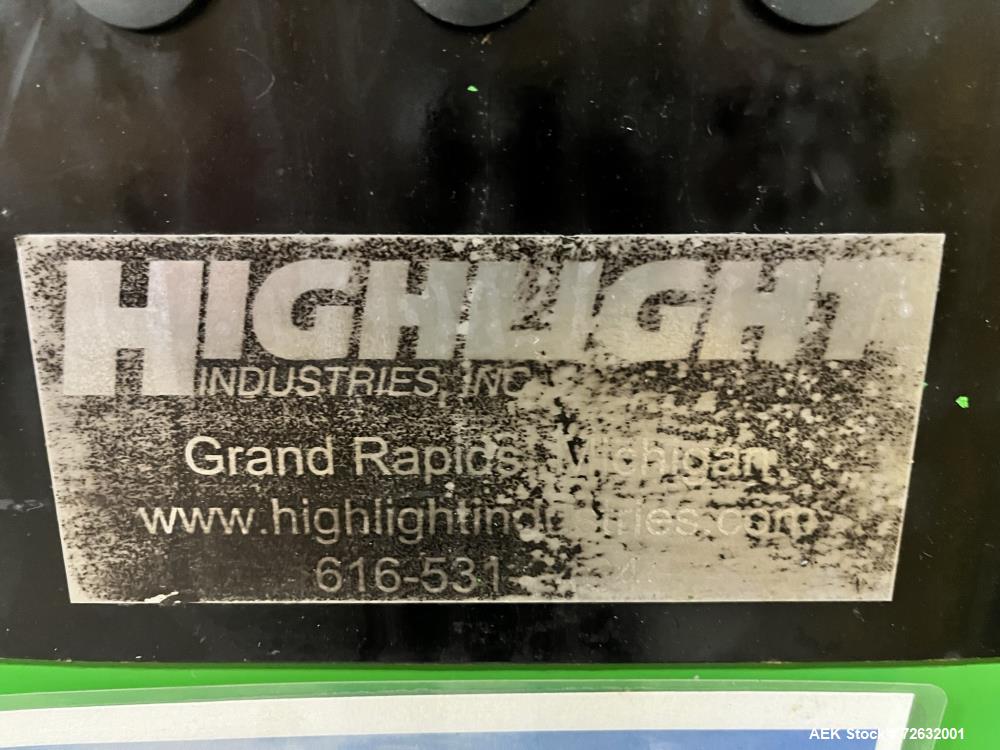 HIGHLIGHT
INDUSTRIES, INC
Grand Rapids, Michigan
www.highlightindustries.com
616-531-
AEK Stock # 72632001